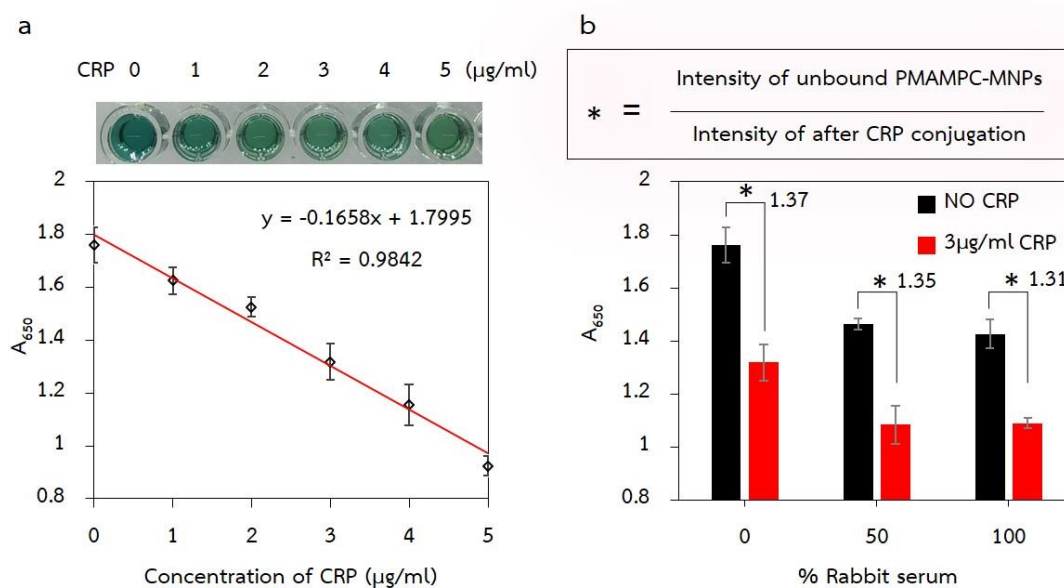 a
CRP 0 1 2 3 4 5 (µg/ml)
2
1.8
1.6
1.4
1.2
1
0.8
A650
y = -0.1658x + 1.7995
R² = 0.9842
0 1 2 3 4 5
Concentration of CRP (µg/ml)
b
* =
Intensity of unbound PMAMPC-MNPs
Intensity of after CRP conjugation
2
1.8
1.6
1.4
1.2
1
0.8
A650
NO CRP
3µg/ml CRP
* 1.37
* 1.35
* 1.31
0 50 100
% Rabbit serum